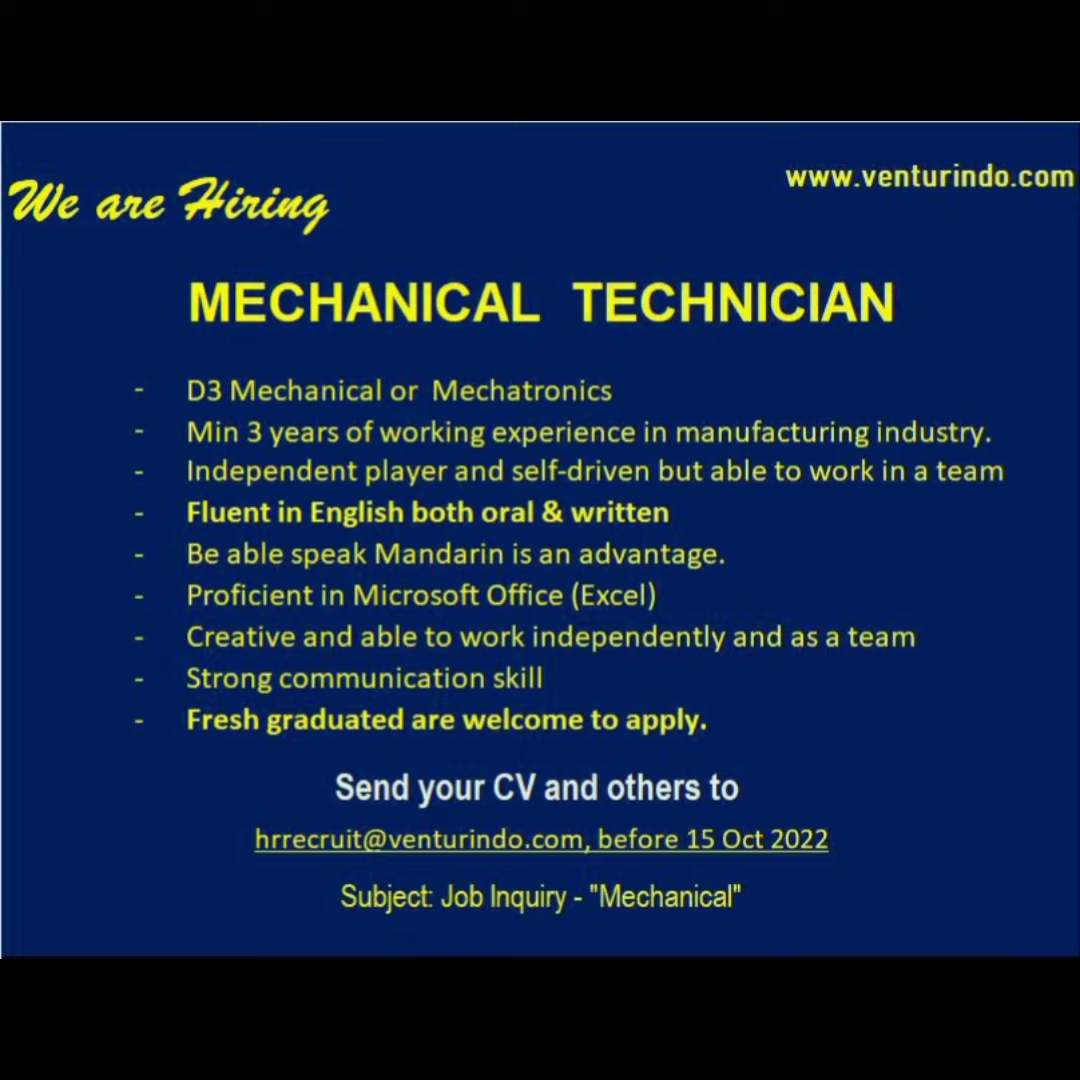 We are Hiring
www.venturindo.com
MECHANICAL TECHNICIAN
- D3 Mechanical or Mechatronics
- Min 3 years of working experience in manufacturing industry.
- Independent player and self-driven but able to work in a team
- Fluent in English both oral & written
- Be able speak Mandarin is an advantage.
- Proficient in Microsoft Office (Excel)
- Creative and able to work independently and as a team
- Strong communication skill
- Fresh graduated are welcome to apply.
Send your CV and others to
hrrecruit@venturindo.com, before 15 Oct 2022
Subject: Job Inquiry - "Mechanical"